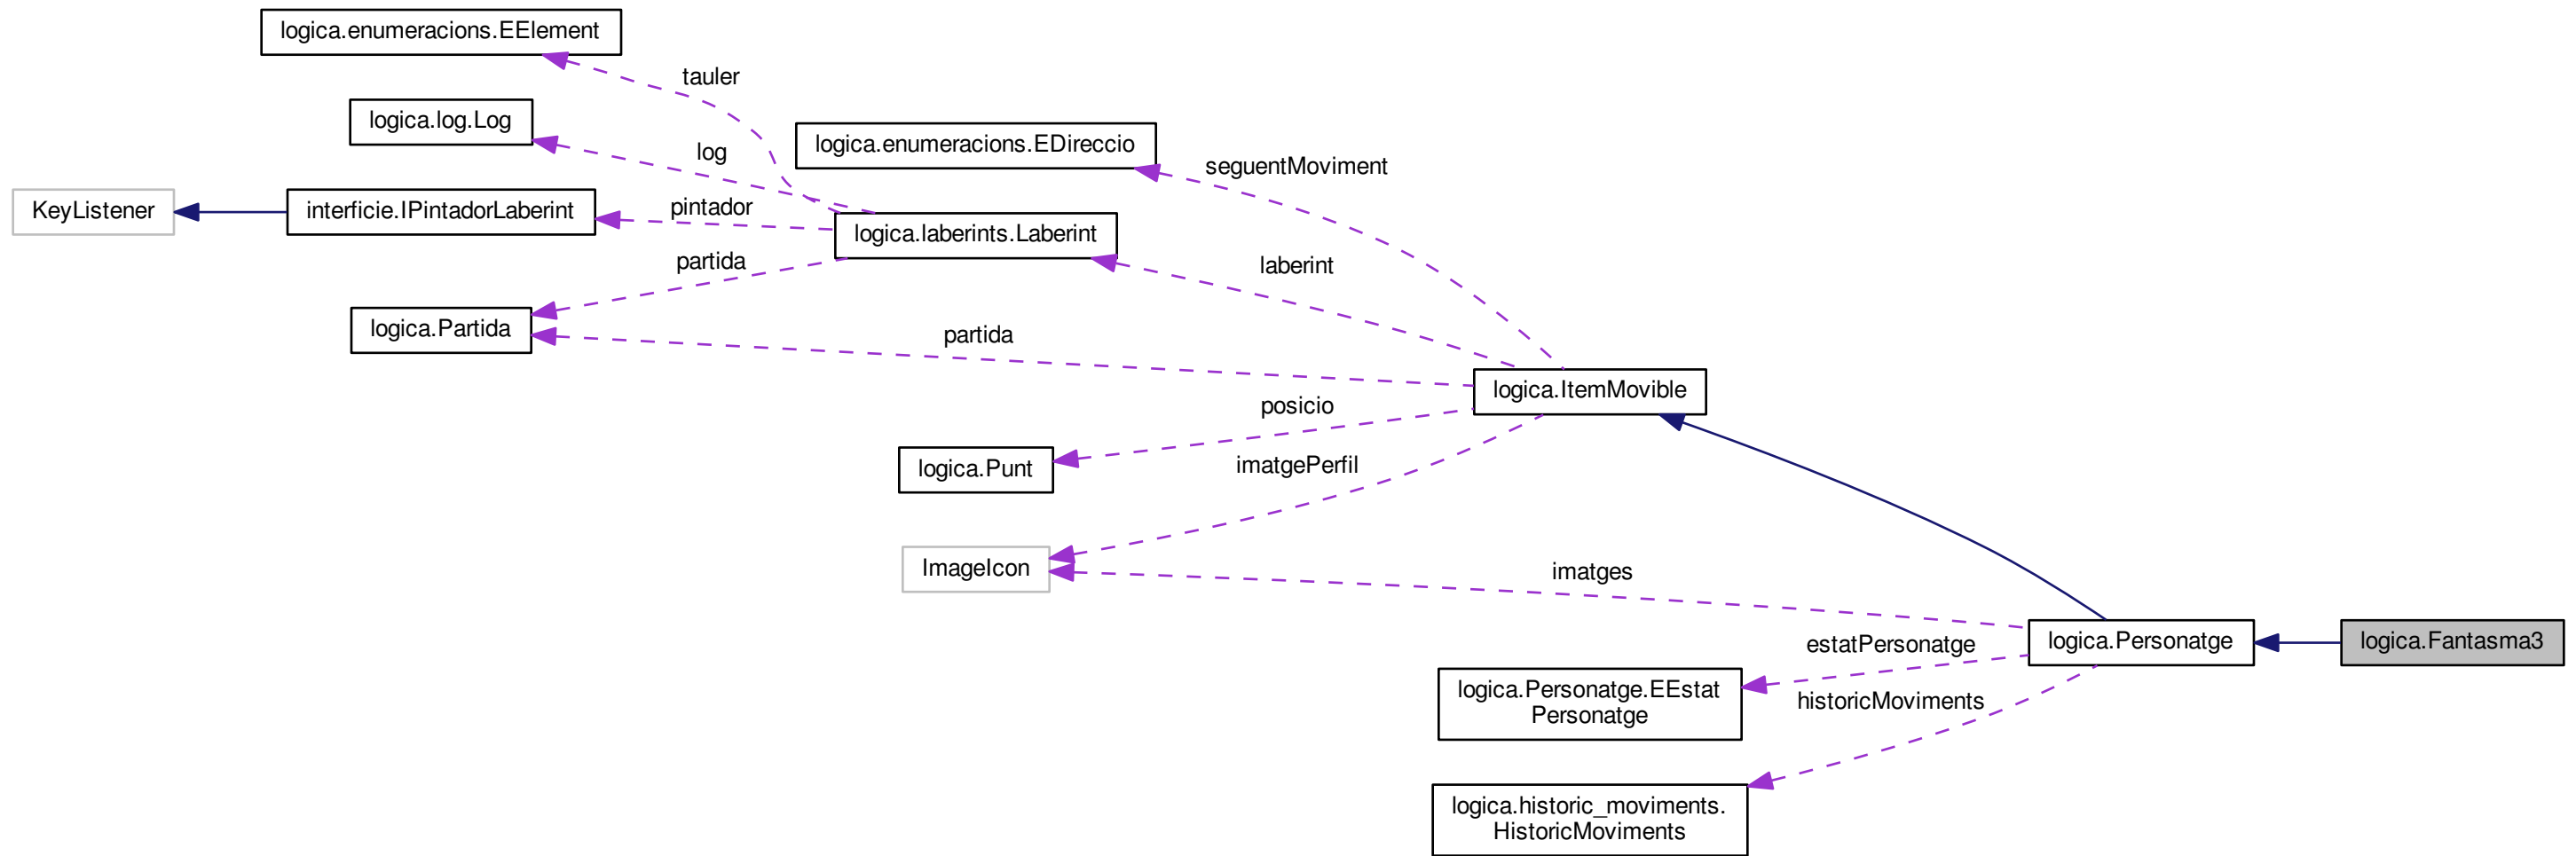 logica.enumeracions.EElement
tauler
logica.log.Log
logica.enumeracions.EDireccio
log
seguentMoviment
KeyListener
interficie.IPintadorLaberint
pintador
logica.laberints.Laberint
partida
laberint
logica.Partida
partida
logica.ItemMovible
posicio
logica.Punt
imatgePerfil
ImageIcon
imatges
estatPersonatge
logica.Personatge
logica.Fantasma3
logica.Personatge.EEstat
Personatge
historicMoviments
logica.historic_moviments.
HistoricMoviments